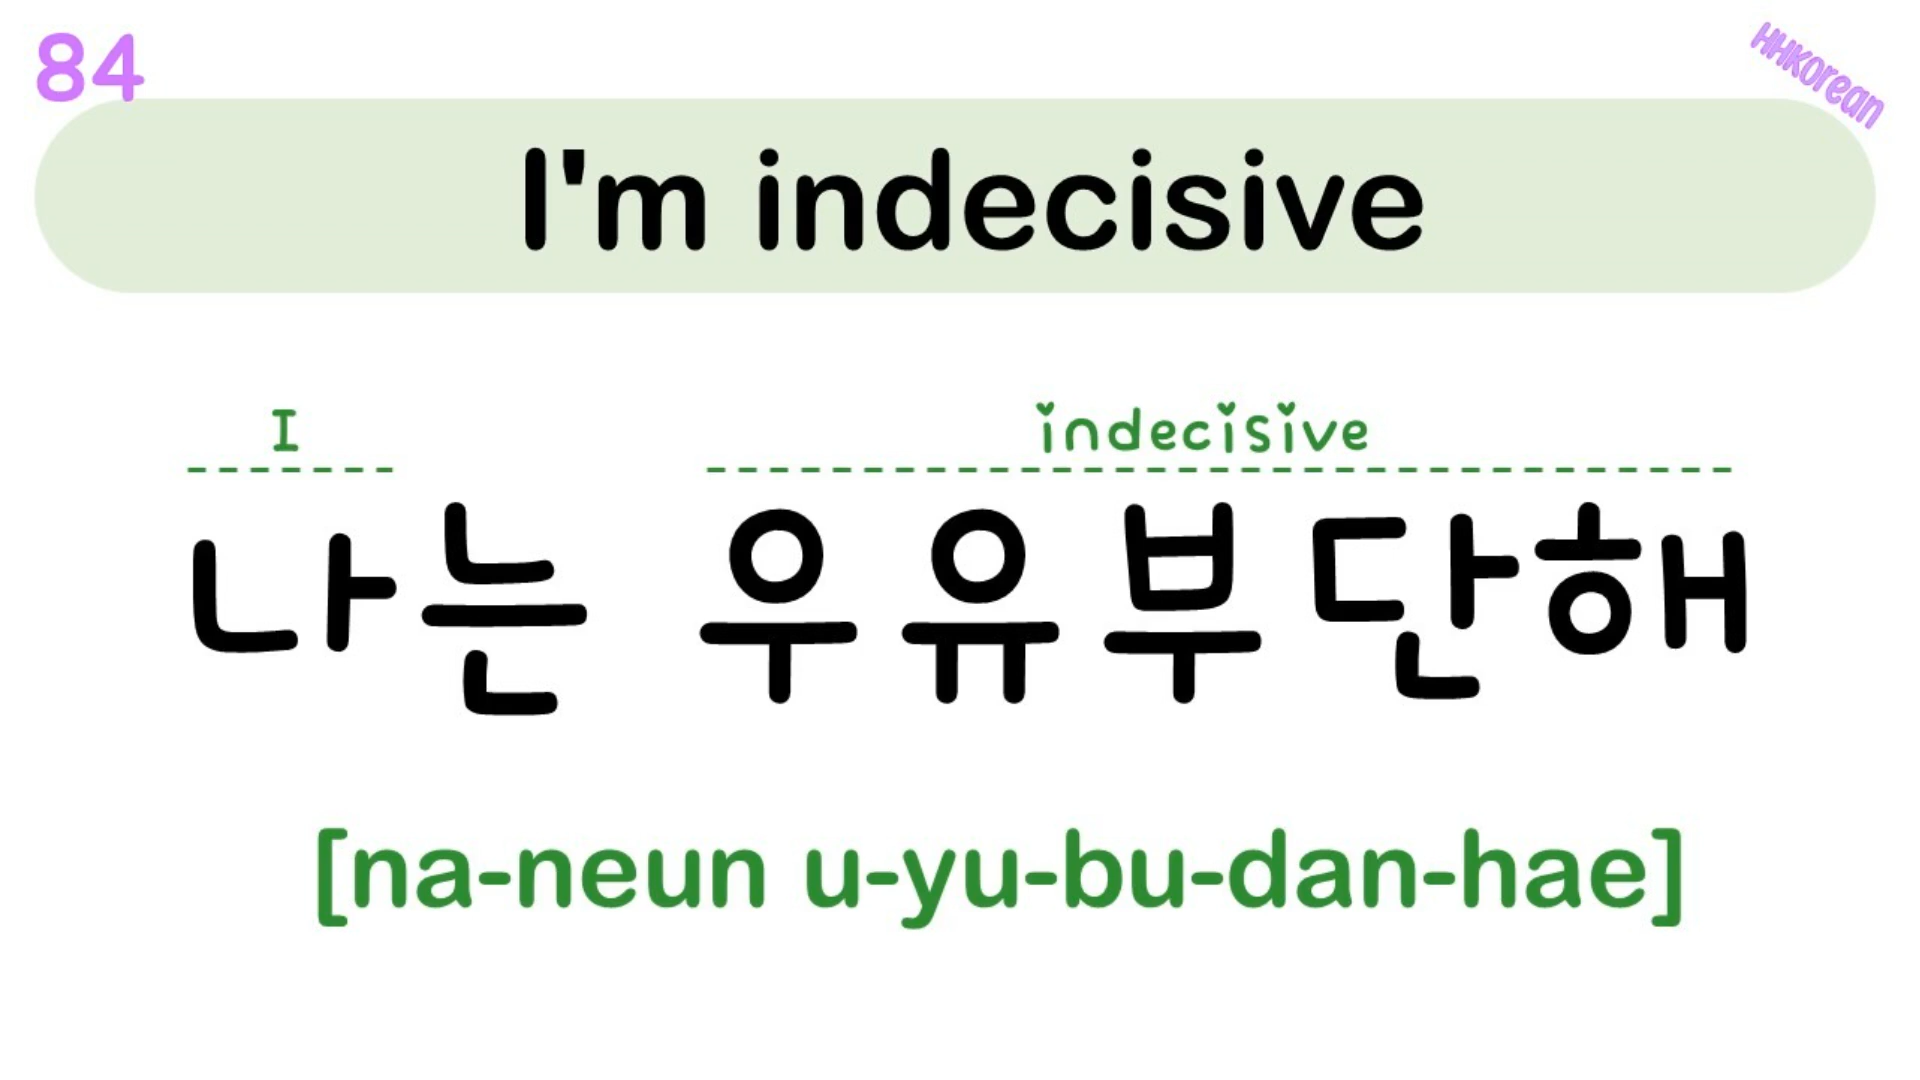 84
HHKorean
I'm indecisive
I indecisive
나는 우유부단해
[na-neun u-yu-bu-dan-hae]